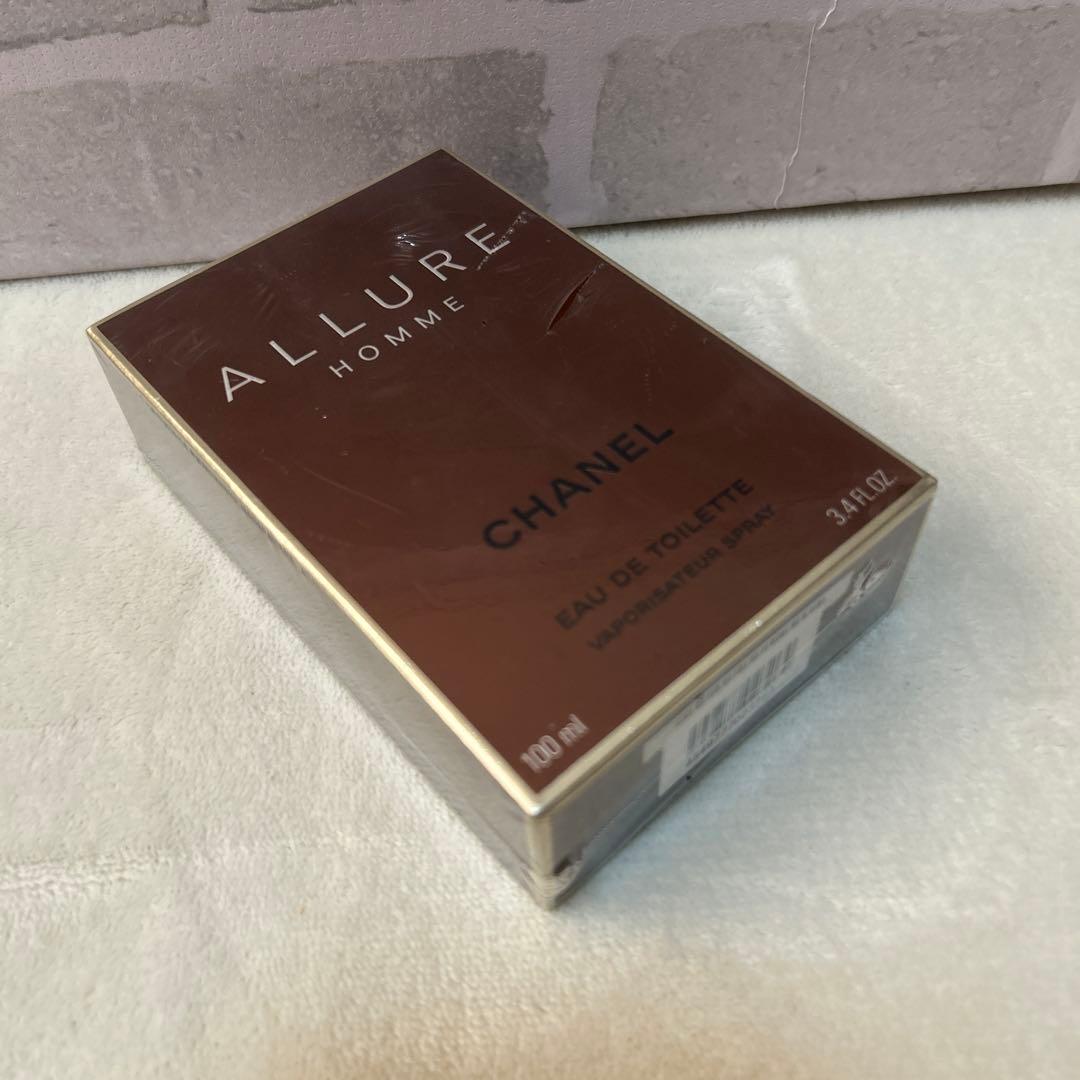 ALLURE
HOMME
CHANEL
EAU DE TOILETTE
VAPORISATEUR SPRAY
100 ml
3.4 FL.OZ.